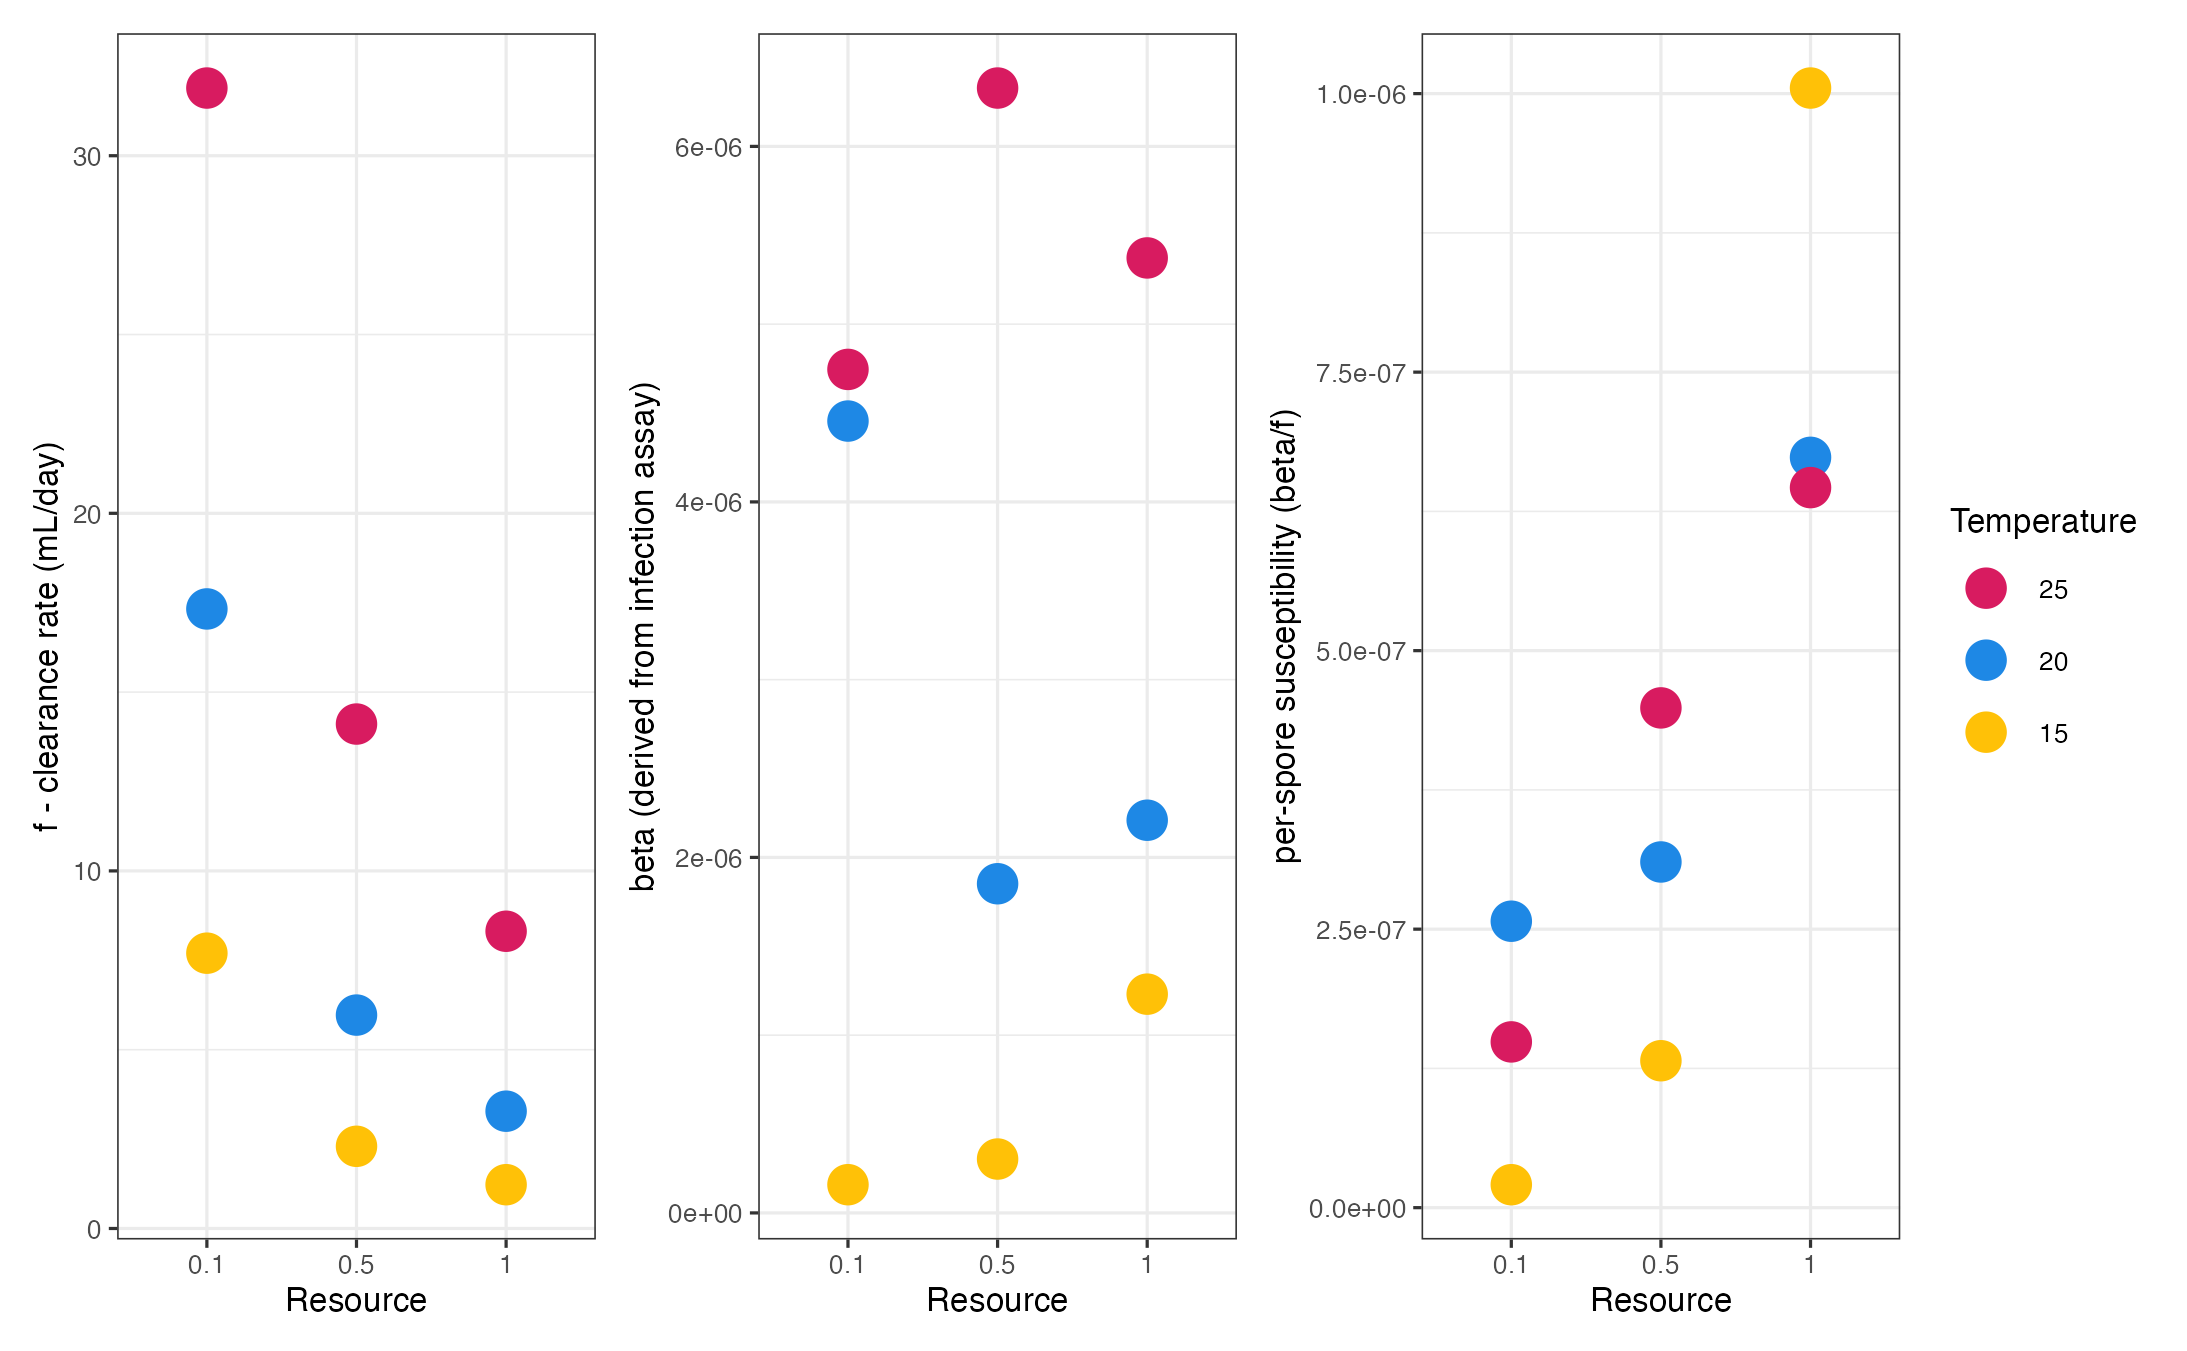 f - clearance rate (mL/day)
30
20
10
0
0.1 0.5 1
Resource
beta (derived from infection assay)
6e-06
4e-06
2e-06
0e+00
0.1 0.5 1
Resource
per-spore susceptibility (beta/f)
1.0e-06
7.5e-07
5.0e-07
2.5e-07
0.0e+00
0.1 0.5 1
Resource
Temperature
25
20
15